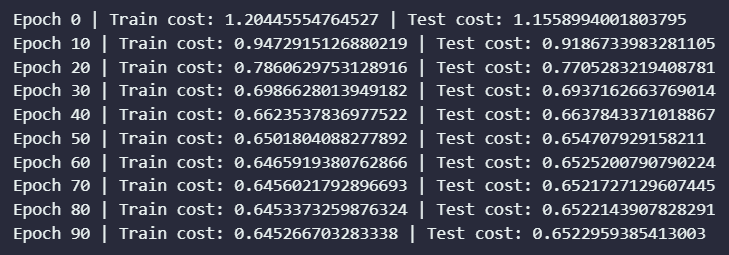 Epoch 0 | Train cost: 1.20445554764527 | Test cost: 1.1558994001803795
Epoch 10 | Train cost: 0.9472915126880219 | Test cost: 0.9186733983281105
Epoch 20 | Train cost: 0.7860629753128916 | Test cost: 0.7705283219408781
Epoch 30 | Train cost: 0.6986628013949182 | Test cost: 0.6937162663769014
Epoch 40 | Train cost: 0.6623537836977522 | Test cost: 0.6637843371018867
Epoch 50 | Train cost: 0.6501804088277892 | Test cost: 0.654707929158211
Epoch 60 | Train cost: 0.6465919380762866 | Test cost: 0.6525200790790224
Epoch 70 | Train cost: 0.6456021792896693 | Test cost: 0.6521727129607445
Epoch 80 | Train cost: 0.6453373259876324 | Test cost: 0.6522143907828291
Epoch 90 | Train cost: 0.645266703283338 | Test cost: 0.6522959385413003